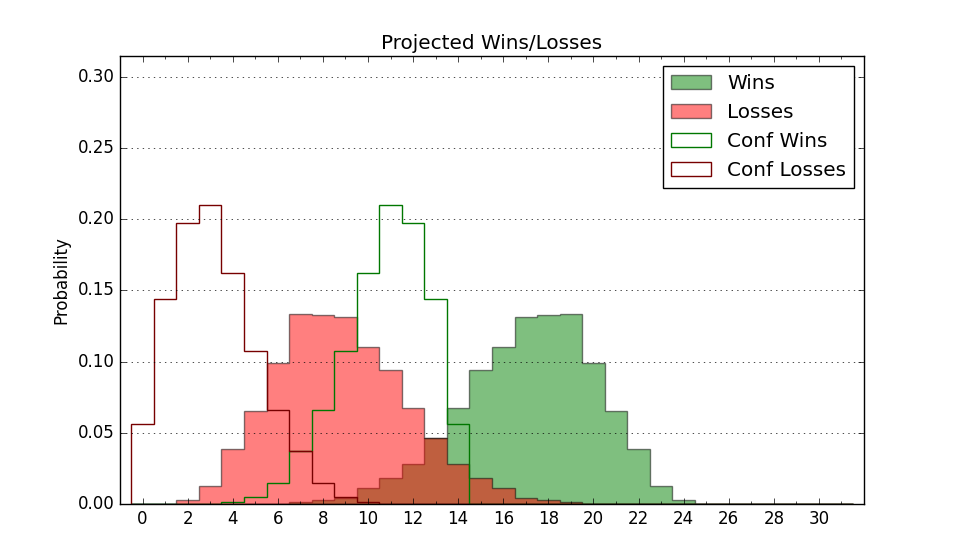 Projected Wins/Losses
0.30
0.25
0.20
0.15
0.10
0.05
0.00
Probability
Wins
Losses
Conf Wins
Conf Losses
0 2 4 6 8 10 12 14 16 18 20 22 24 26 28 30